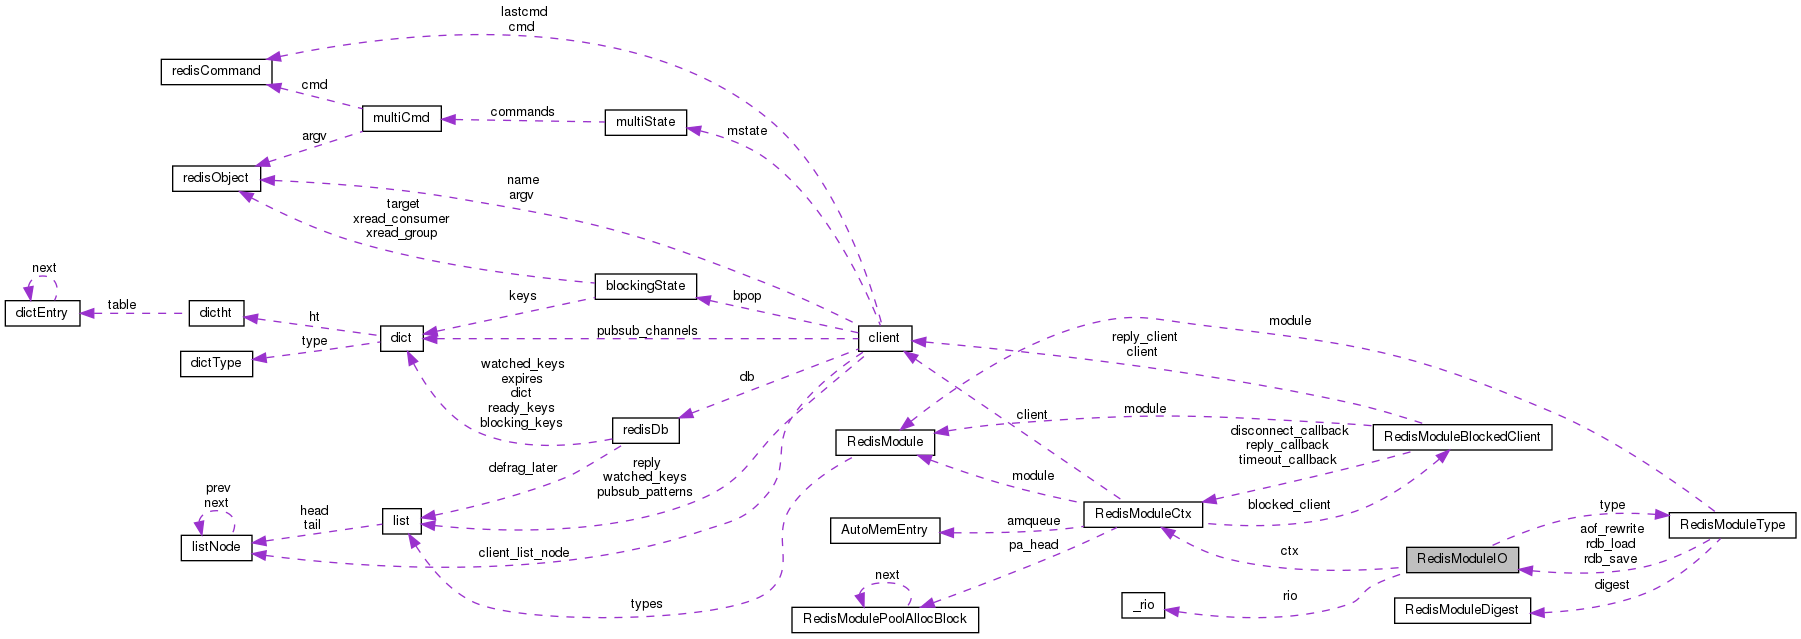 lastcmd
cmd
redisCommand
cmd
multiCmd
commands
multiState
mstate
argv
redisObject
name
argv
target
xread_consumer
xread_group
next
dictEntry
table
dictht
ht
type
dictType
dict
keys
blockingState
bpop
pubsub_channels
client
watched_keys
expires
dict
ready_keys
blocking_keys
db
redisDb
defrag_later
reply
watched_keys
pubsub_patterns
prev
next
listNode
head
tail
list
client_list_node
types
module
reply_client
client
client
module
RedisModule
RedisModuleBlockedClient
disconnect_callback
reply_callback
timeout_callback
module
blocked_client
RedisModuleCtx
amqueue
AutoMemEntry
pa_head
next
RedisModulePoolAllocBlock
ctx
type
RedisModuleType
aof_rewrite
rdb_load
rdb_save
RedisModuleIO
digest
rio
_rio
RedisModuleDigest